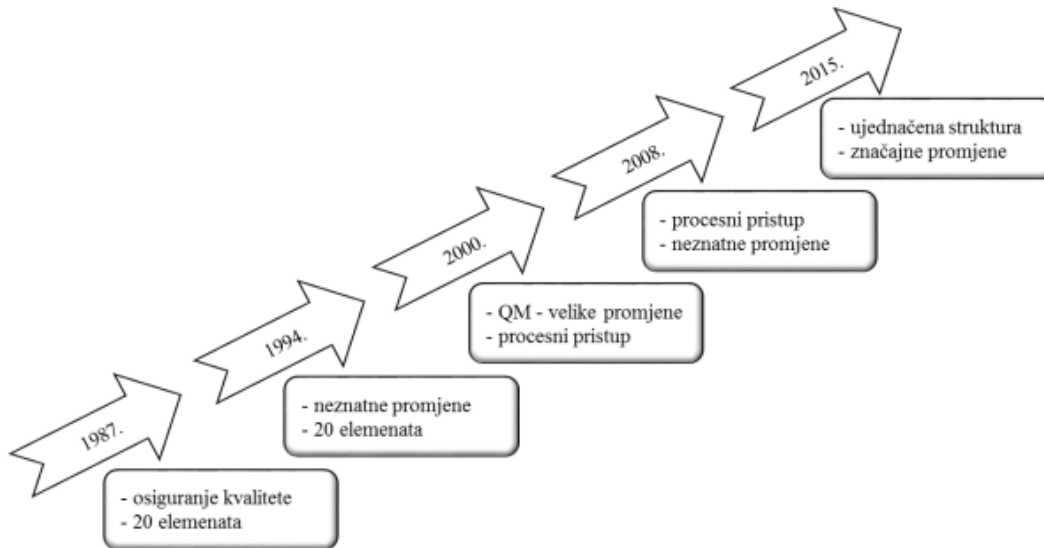 1987.
- osiguranje kvalitete
- 20 elemenata
1994.
- neznatne promjene
- 20 elemenata
2000.
- QM - velike promjene
- procesni pristup
2008.
- procesni pristup
- neznatne promjene
2015.
- ujednačena struktura
- značajne promjene